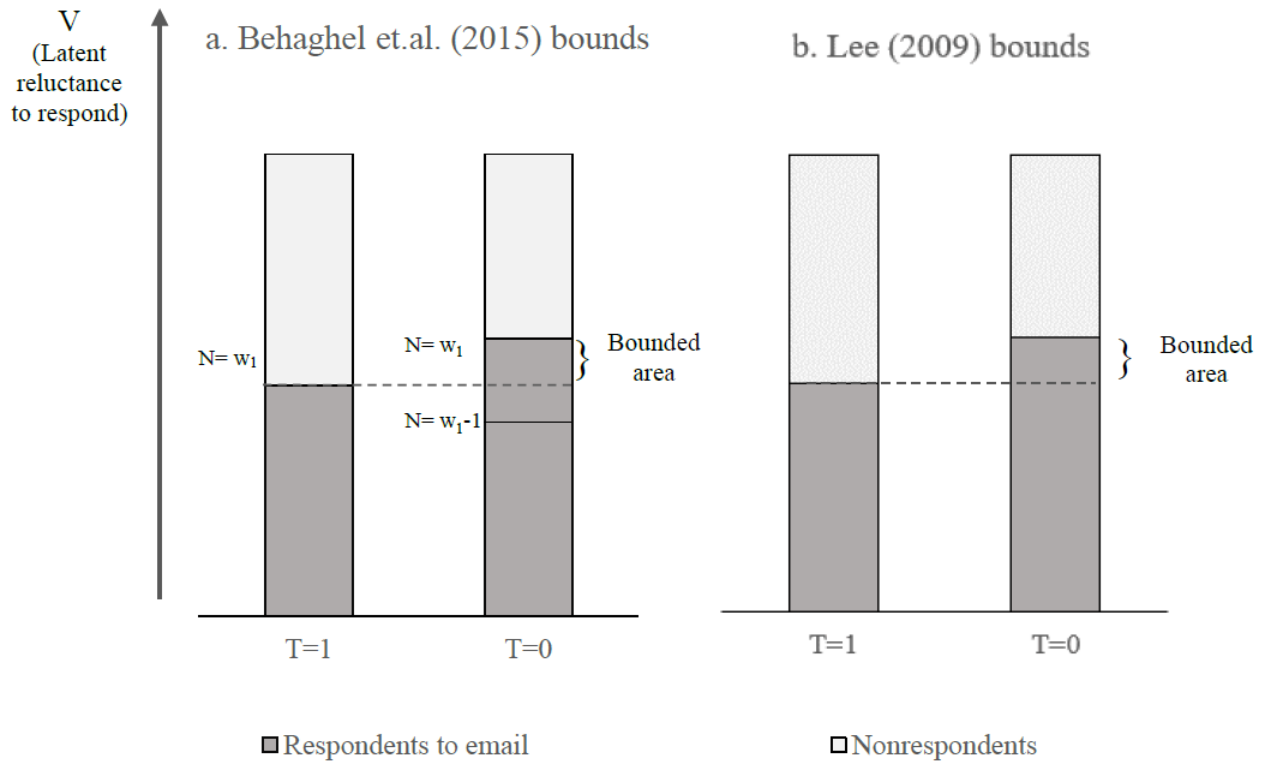 V
(Latent
reluctance
to respond)
a. Behaghel et.al. (2015) bounds
b. Lee (2009) bounds
N= w₁
N= w₁
N= w₁-1
} Bounded
area
} Bounded
area
T=1
T=0
T=1
T=0
Respondents to email
Nonrespondents